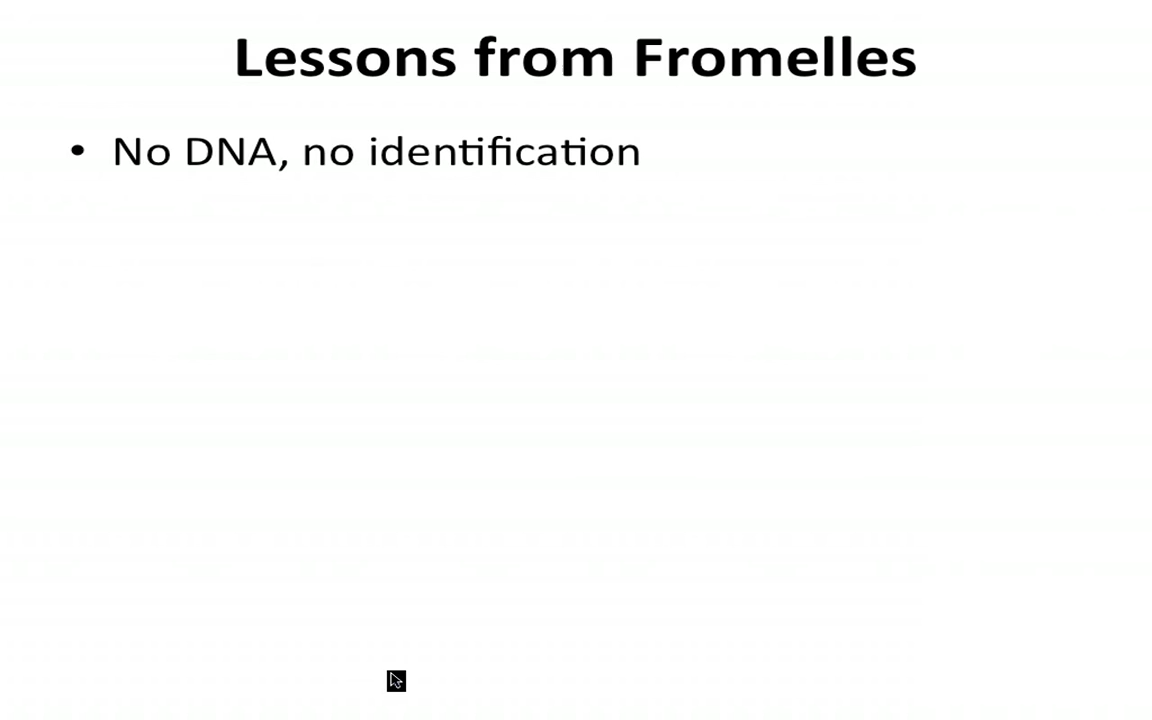 Lessons from Fromelles
• No DNA, no identification